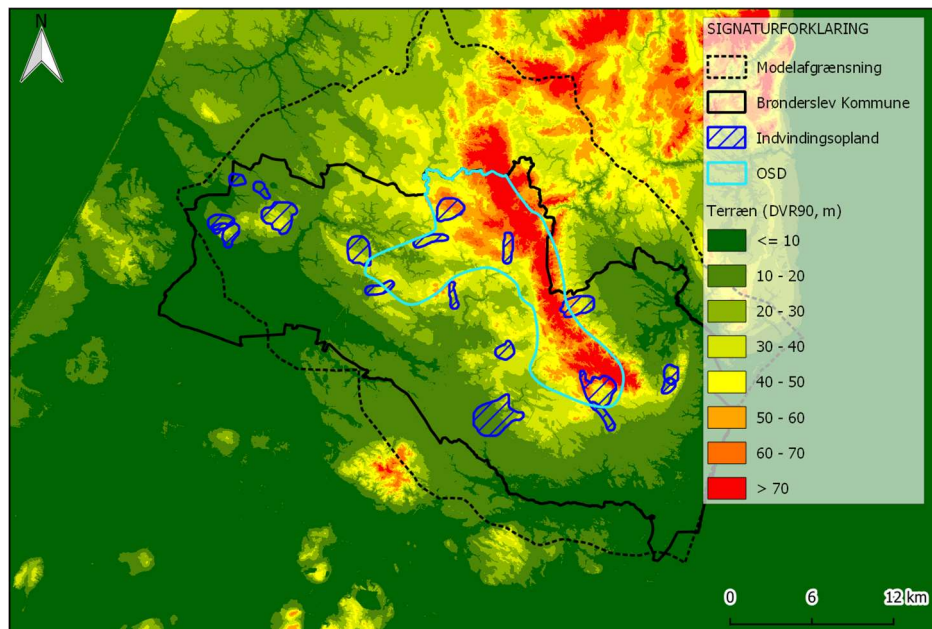 N
SIGNATURFORKLARING
Modelafgrænsning
Brønderslev Kommune
Indvindingsopland
OSD
Terræn (DVR90, m)
<= 10
10 - 20
20 - 30
30 - 40
40 - 50
50 - 60
60 - 70
> 70
0 6 12 km